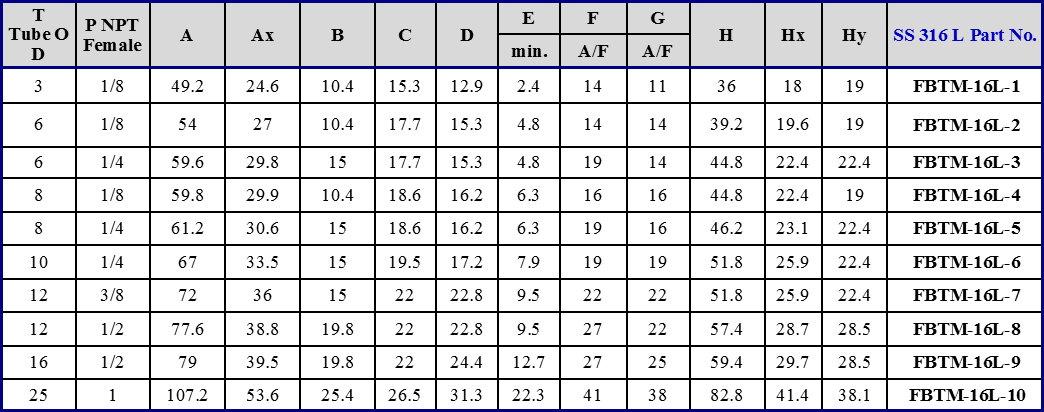 T Tube O D P NPT Female A Ax B C D E min. F A/F G A/F H Hx Hy SS 316 L Part No.
3 1/8 49.2 24.6 10.4 15.3 12.9 2.4 14 11 36 18 19 FBTM-16L-1
6 1/8 54 27 10.4 17.7 15.3 4.8 14 14 39.2 19.6 19 FBTM-16L-2
6 1/4 59.6 29.8 15 17.7 15.3 4.8 19 14 44.8 22.4 22.4 FBTM-16L-3
8 1/8 59.8 29.9 10.4 18.6 16.2 6.3 16 16 44.8 22.4 19 FBTM-16L-4
8 1/4 61.2 30.6 15 18.6 16.2 6.3 19 16 46.2 23.1 22.4 FBTM-16L-5
10 1/4 67 33.5 15 19.5 17.2 7.9 19 19 51.8 25.9 22.4 FBTM-16L-6
12 3/8 72 36 15 22 22.8 9.5 22 22 51.8 25.9 22.4 FBTM-16L-7
12 1/2 77.6 38.8 19.8 22 22.8 9.5 27 22 57.4 28.7 28.5 FBTM-16L-8
16 1/2 79 39.5 19.8 22 24.4 12.7 27 25 59.4 29.7 28.5 FBTM-16L-9
25 1 107.2 53.6 25.4 26.5 31.3 22.3 41 38 82.8 41.4 38.1 FBTM-16L-10